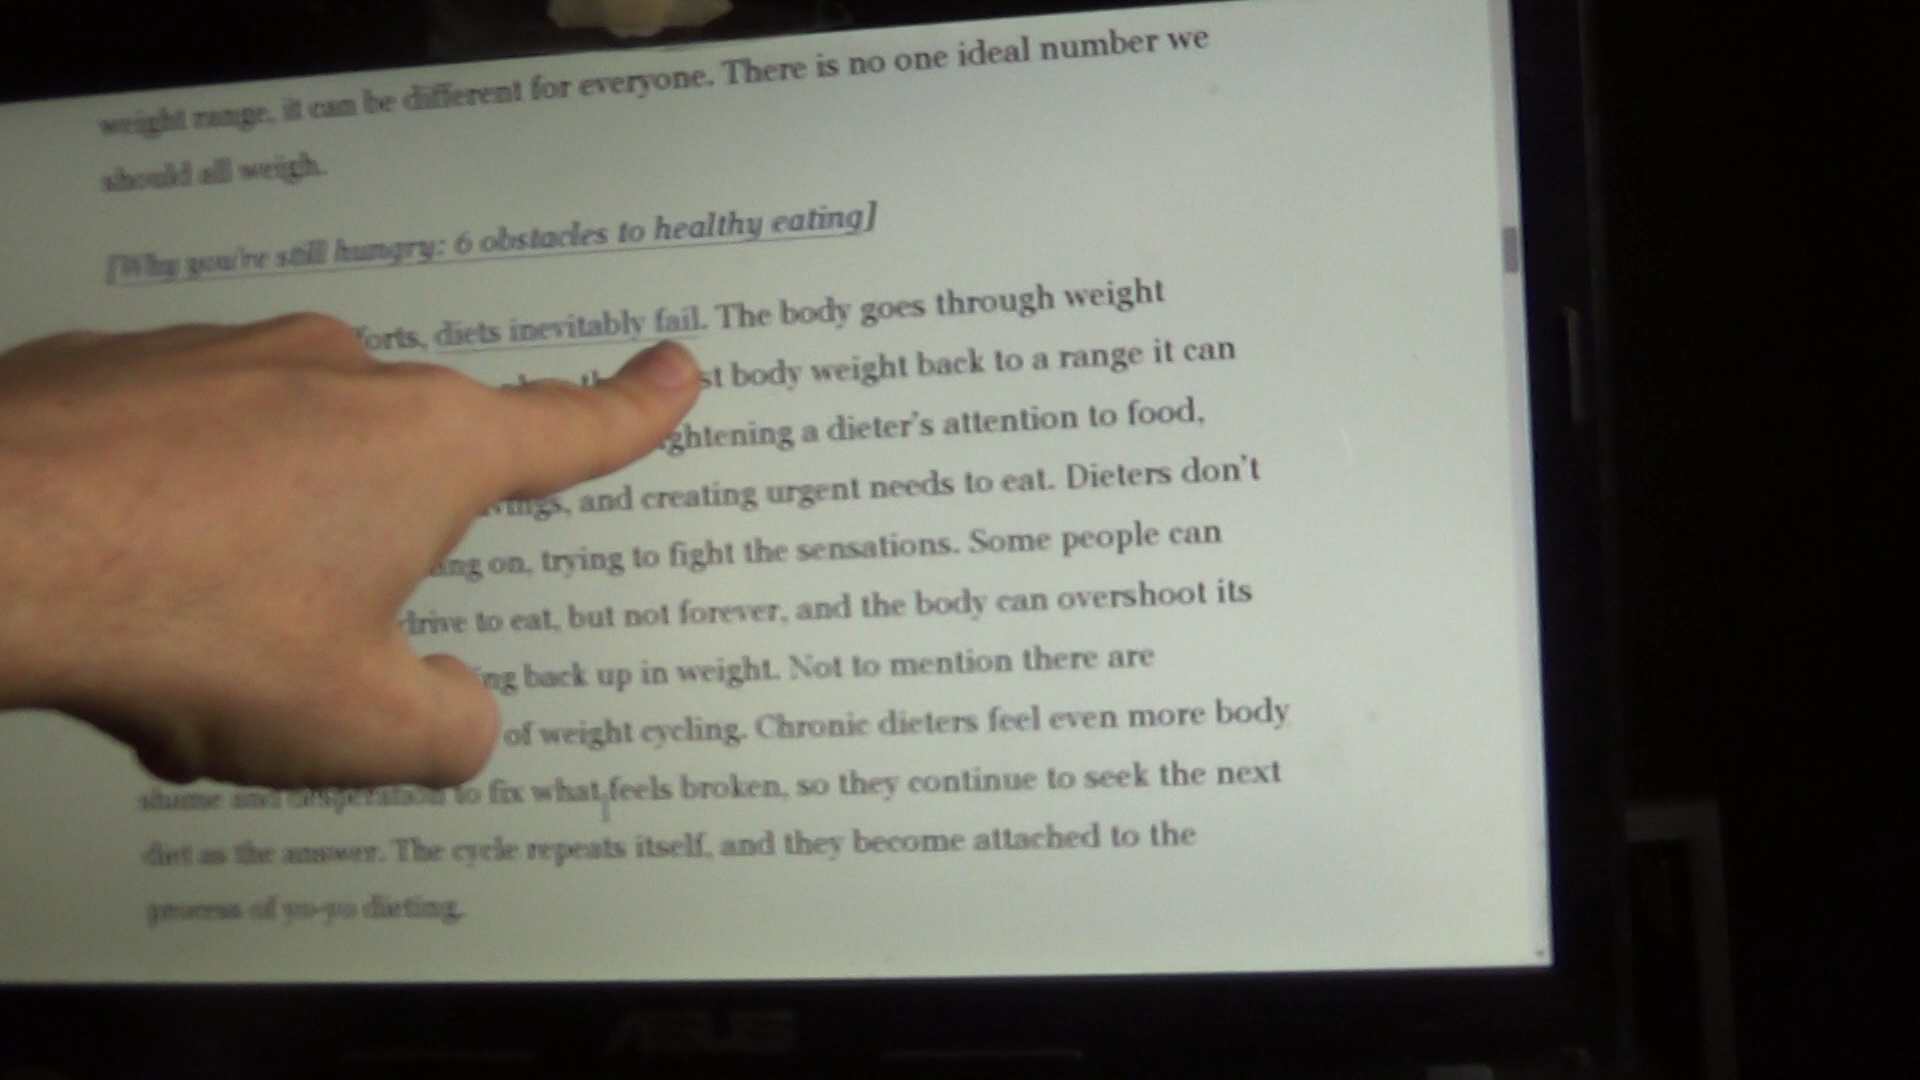 weight range, it can be different for everyone. There is no one ideal number we
should all weigh.
[Why you're still hungry: 6 obstacles to healthy eating]
forts, diets inevitably fail. The body goes through weight
st body weight back to a range it can
ghtening a dieter's attention to food,
ings, and creating urgent needs to eat. Dieters don't
ang on, trying to fight the sensations. Some people can
drive to eat, but not forever, and the body can overshoot its
ing back up in weight. Not to mention there are
of weight cycling. Chronic dieters feel even more body
shame and desperation to fix what feels broken, so they continue to seek the next
diet as the answer. The cycle repeats itself, and they become attached to the
process of yo-yo dieting.
ASUS